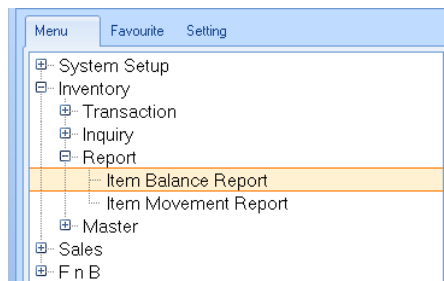 Menu Favourite Setting
System Setup
Inventory
Transaction
Inquiry
Report
Item Balance Report
Item Movement Report
Master
Sales
F n B